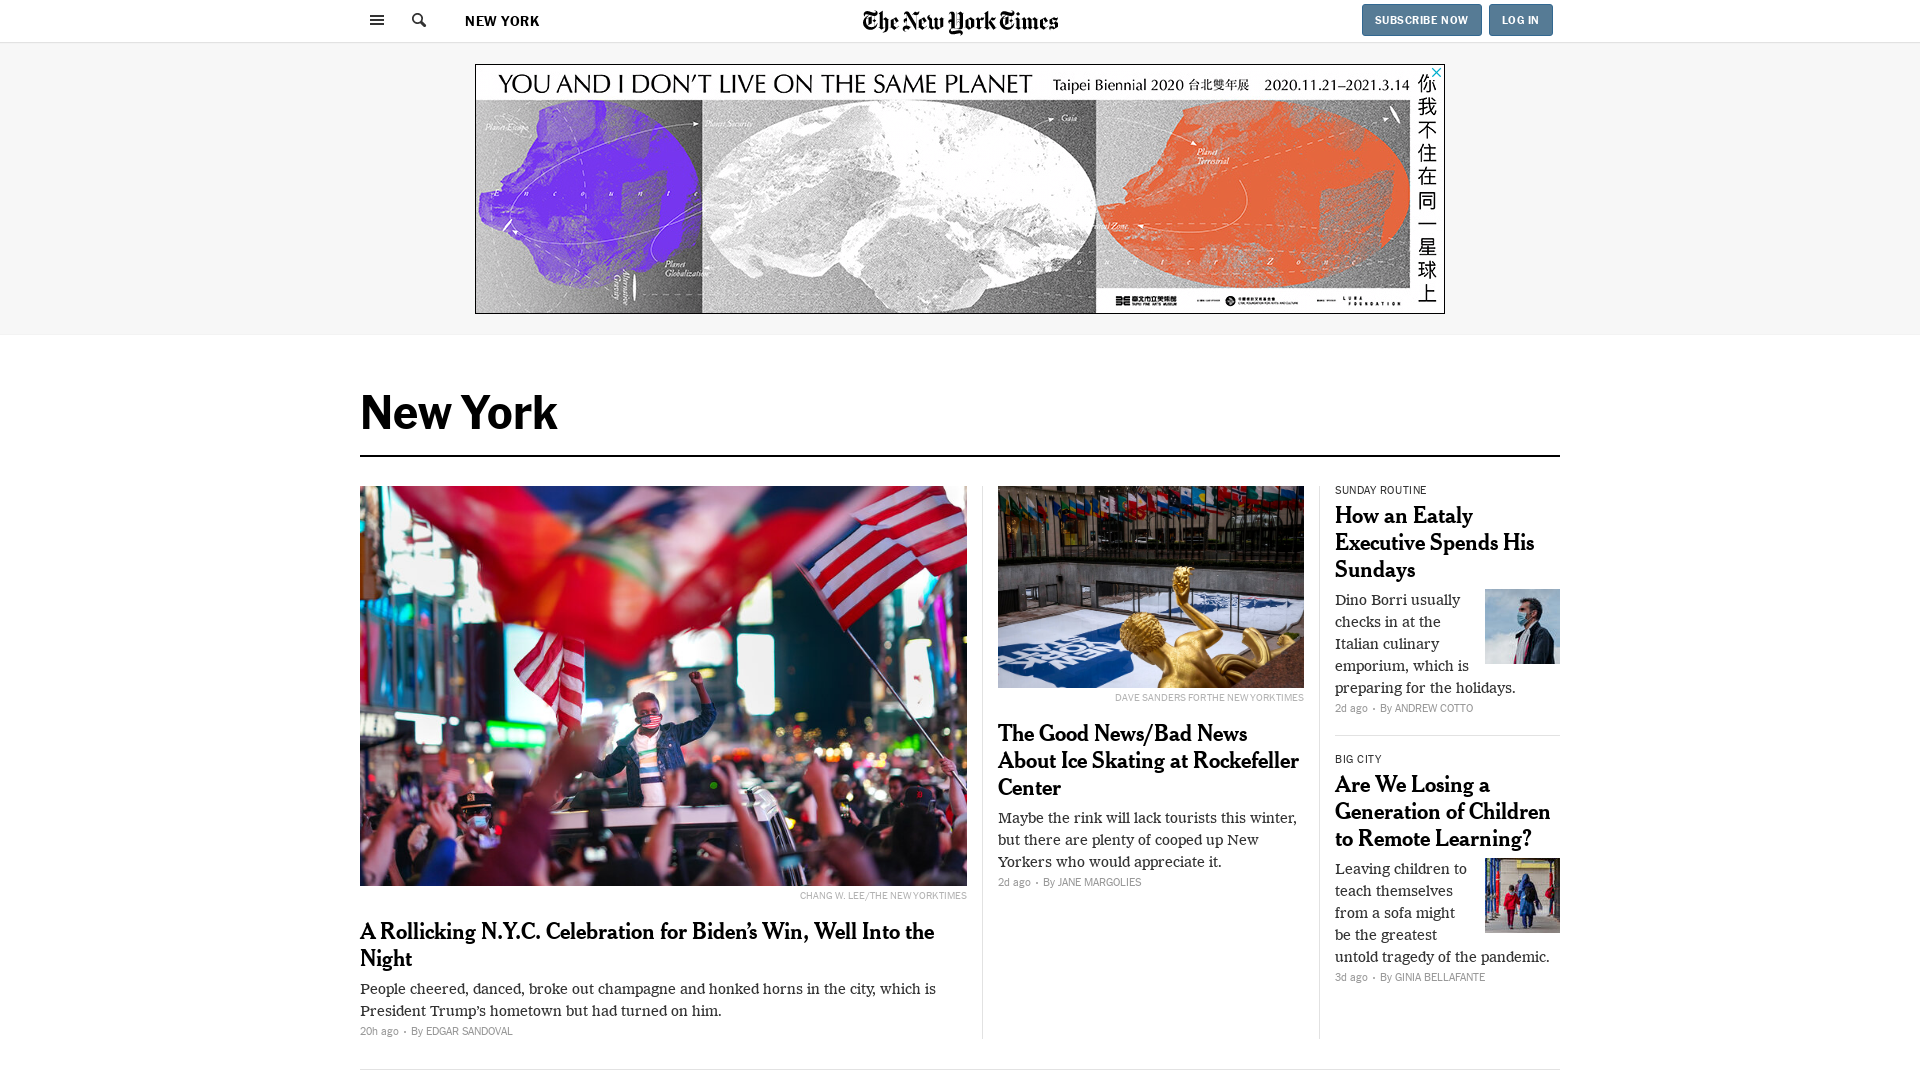 NEW YORK
The New York Times
SUBSCRIBE NOW
LOG IN
YOU AND I DON'T LIVE ON THE SAME PLANET
Taipei Biennial 2020 台北雙年展
2020.11.21–2021.3.14
你我不住在同一星球上
Planet Escape
Planet Security
Gaia
Planet
Terrestrial
Planet
Globalization
Alternative
Gravity
LUMA
FOUNDATION
New York
CHANG W. LEE/THE NEW YORK TIMES
A Rollicking N.Y.C. Celebration for Biden’s Win, Well Into the
Night
People cheered, danced, broke out champagne and honked horns in the city, which is
President Trump’s hometown but had turned on him.
20h ago · By EDGAR SANDOVAL
DAVE SANDERS FOR THE NEW YORK TIMES
The Good News/Bad News
About Ice Skating at Rockefeller
Center
Maybe the rink will lack tourists this winter,
but there are plenty of cooped up New
Yorkers who would appreciate it.
2d ago · By JANE MARGOLIES
SUNDAY ROUTINE
How an Eataly
Executive Spends His
Sundays
Dino Borri usually
checks in at the
Italian culinary
emporium, which is
preparing for the holidays.
2d ago · By ANDREW COTTO
BIG CITY
Are We Losing a
Generation of Children
to Remote Learning?
Leaving children to
teach themselves
from a sofa might
be the greatest
untold tragedy of the pandemic.
3d ago · By GINIA BELLAFANTE